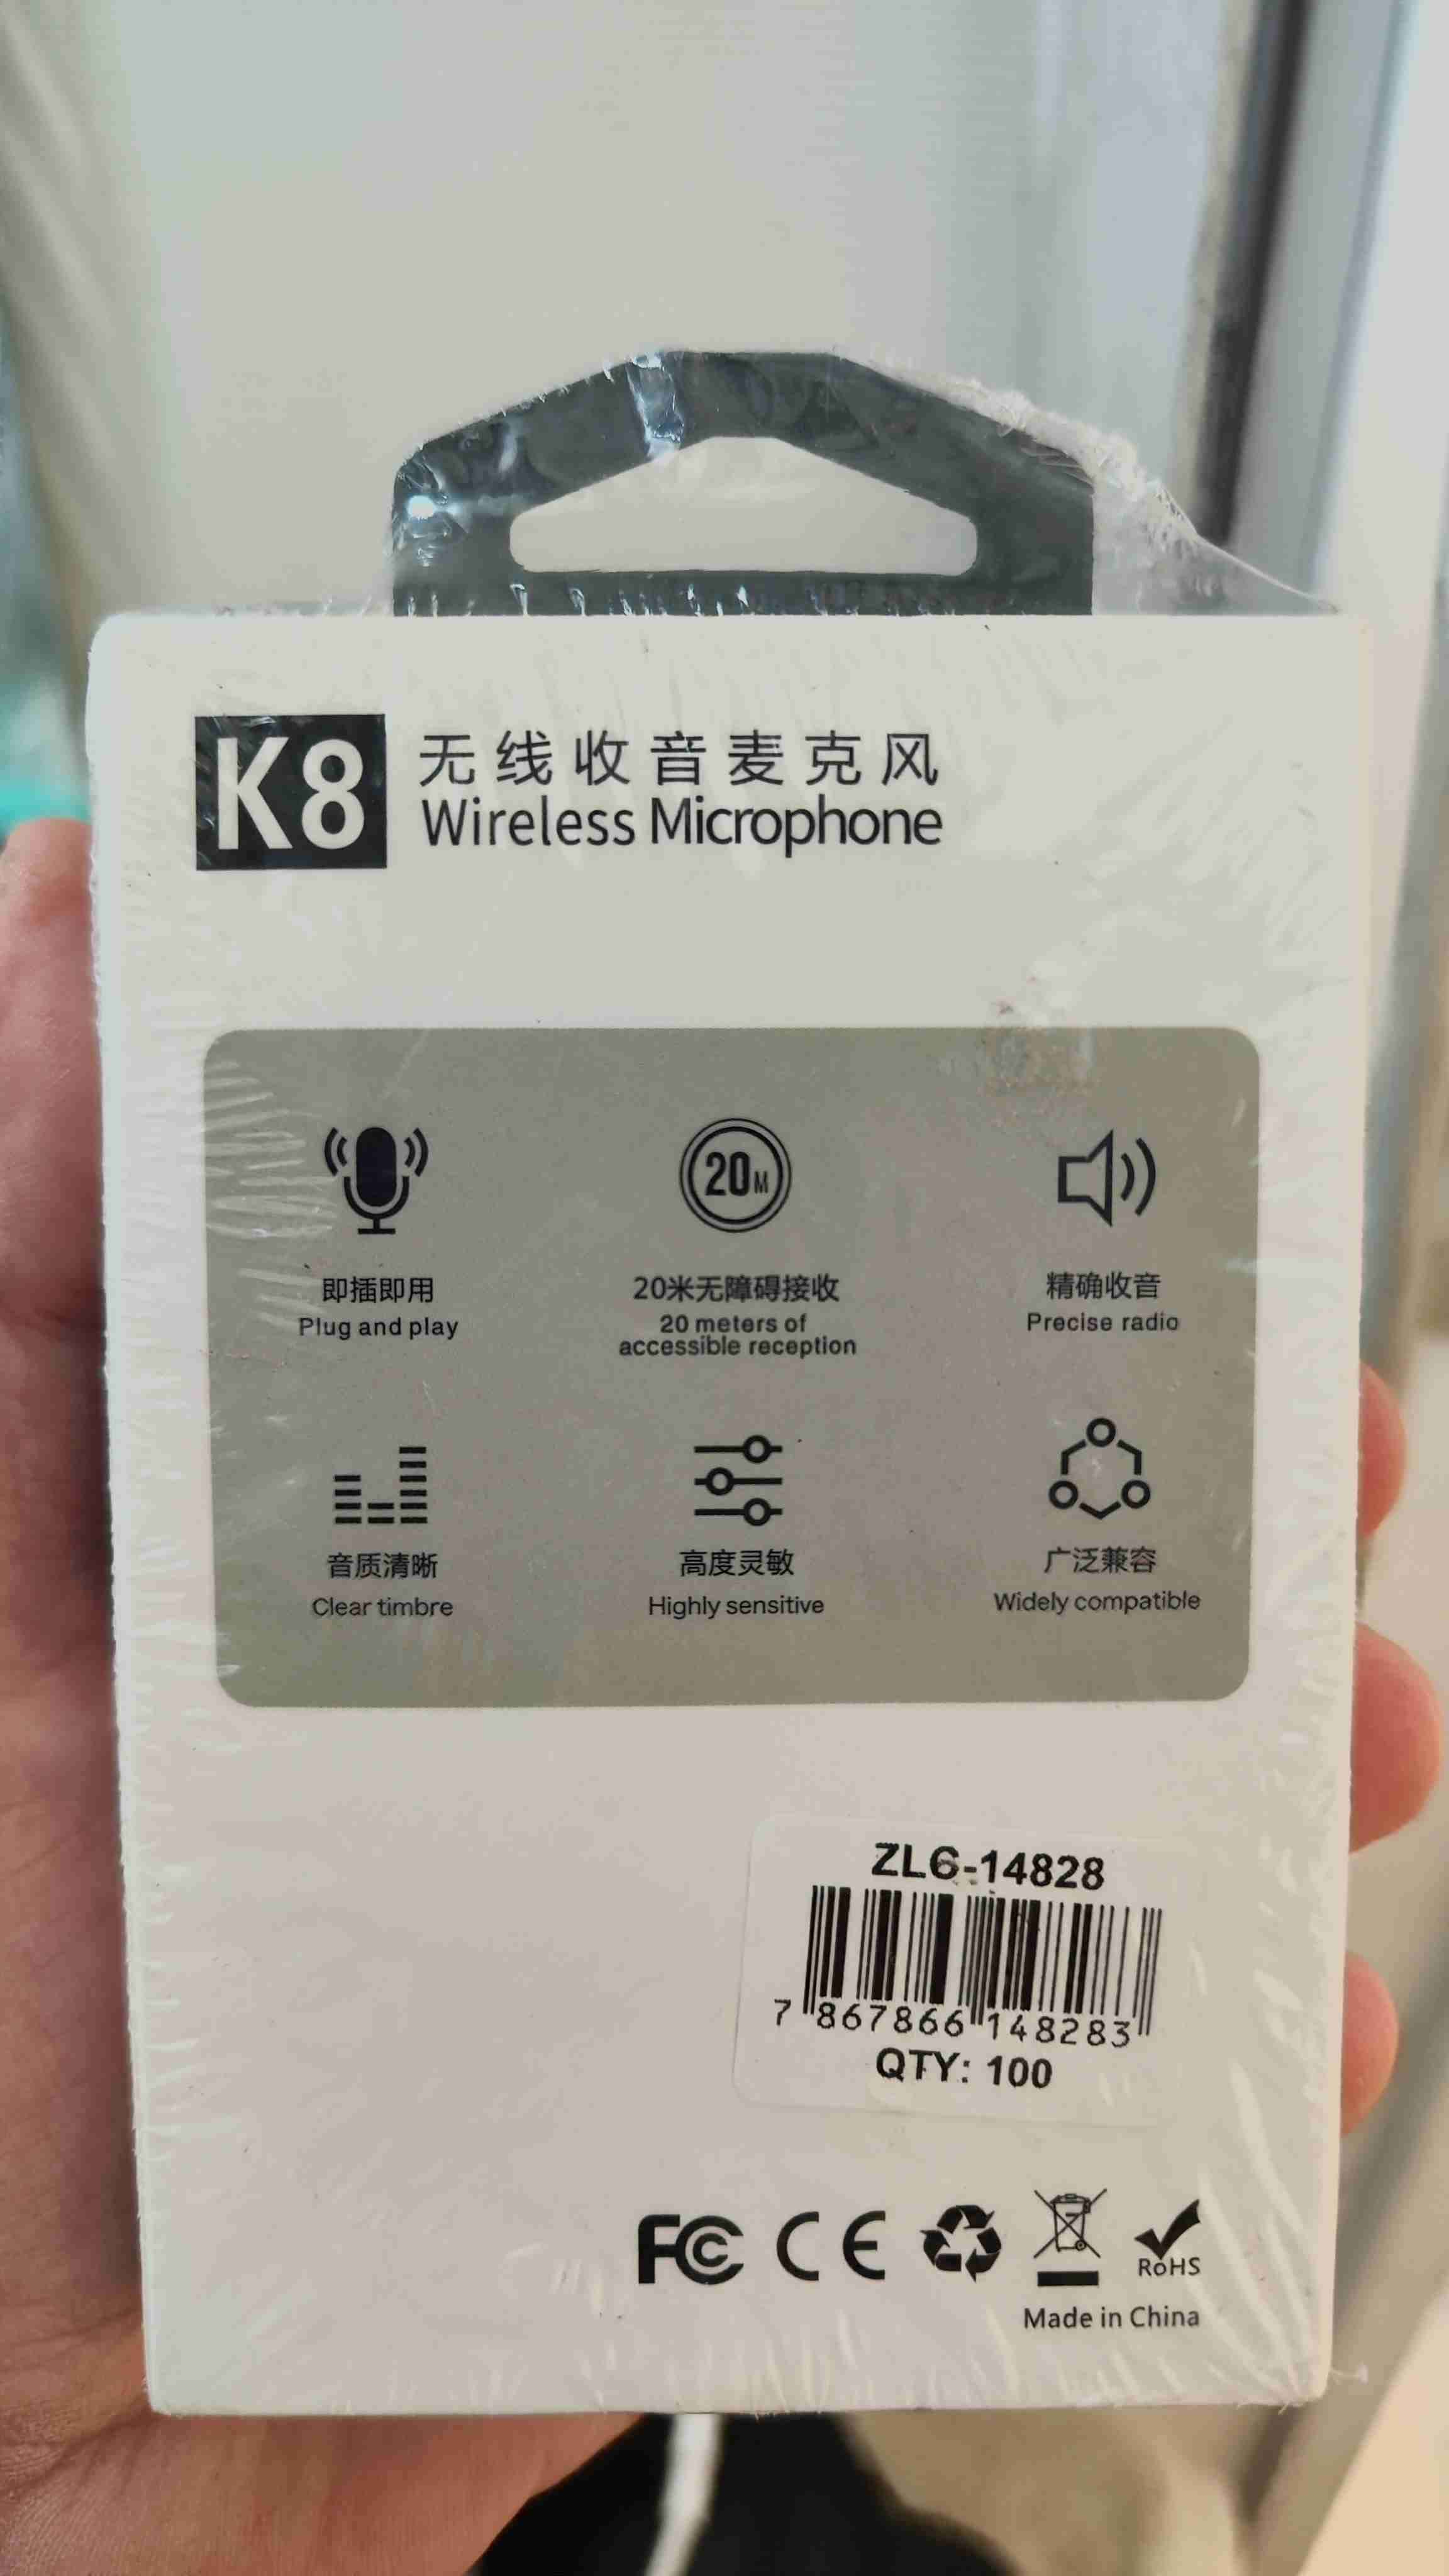 K8
无线收音麦克风
Wireless Microphone
20M
即插即用
Plug and play
20米无障碍接收
20 meters of
accessible reception
精确收音
Precise radio
音质清晰
Clear timbre
高度灵敏
Highly sensitive
广泛兼容
Widely compatible
ZLG-14828
7 867866 148283
QTY: 100
FC CE
RoHS
Made in China